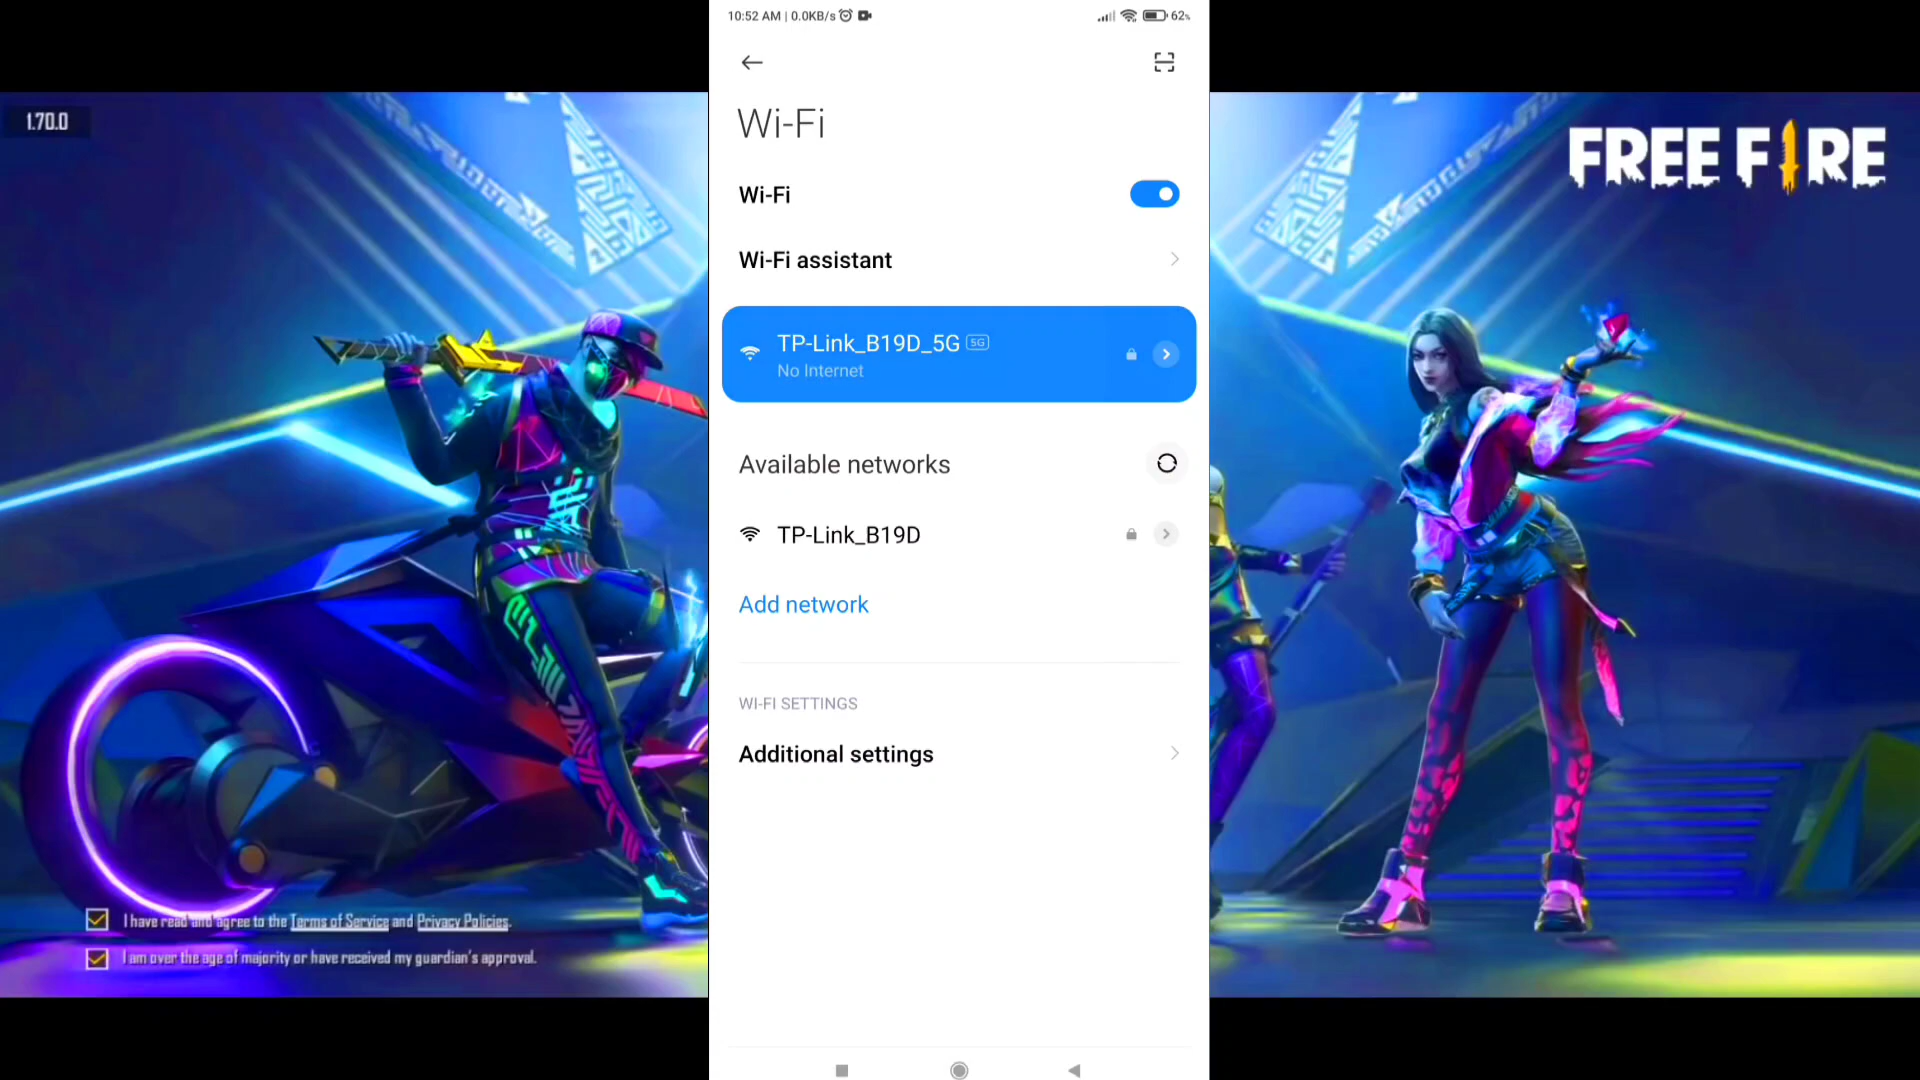 10:52 AM | 0.0KB/s
62%
1.70.0
FREE FIRE
Wi-Fi
Wi-Fi
Wi-Fi assistant
TP-Link_B19D_5G 5G
No Internet
Available networks
TP-Link_B19D
Add network
WI-FI SETTINGS
Additional settings
I have read and agree to the Terms of Service and Privacy Policies.
I am over the age of majority or have received my guardian's approval.